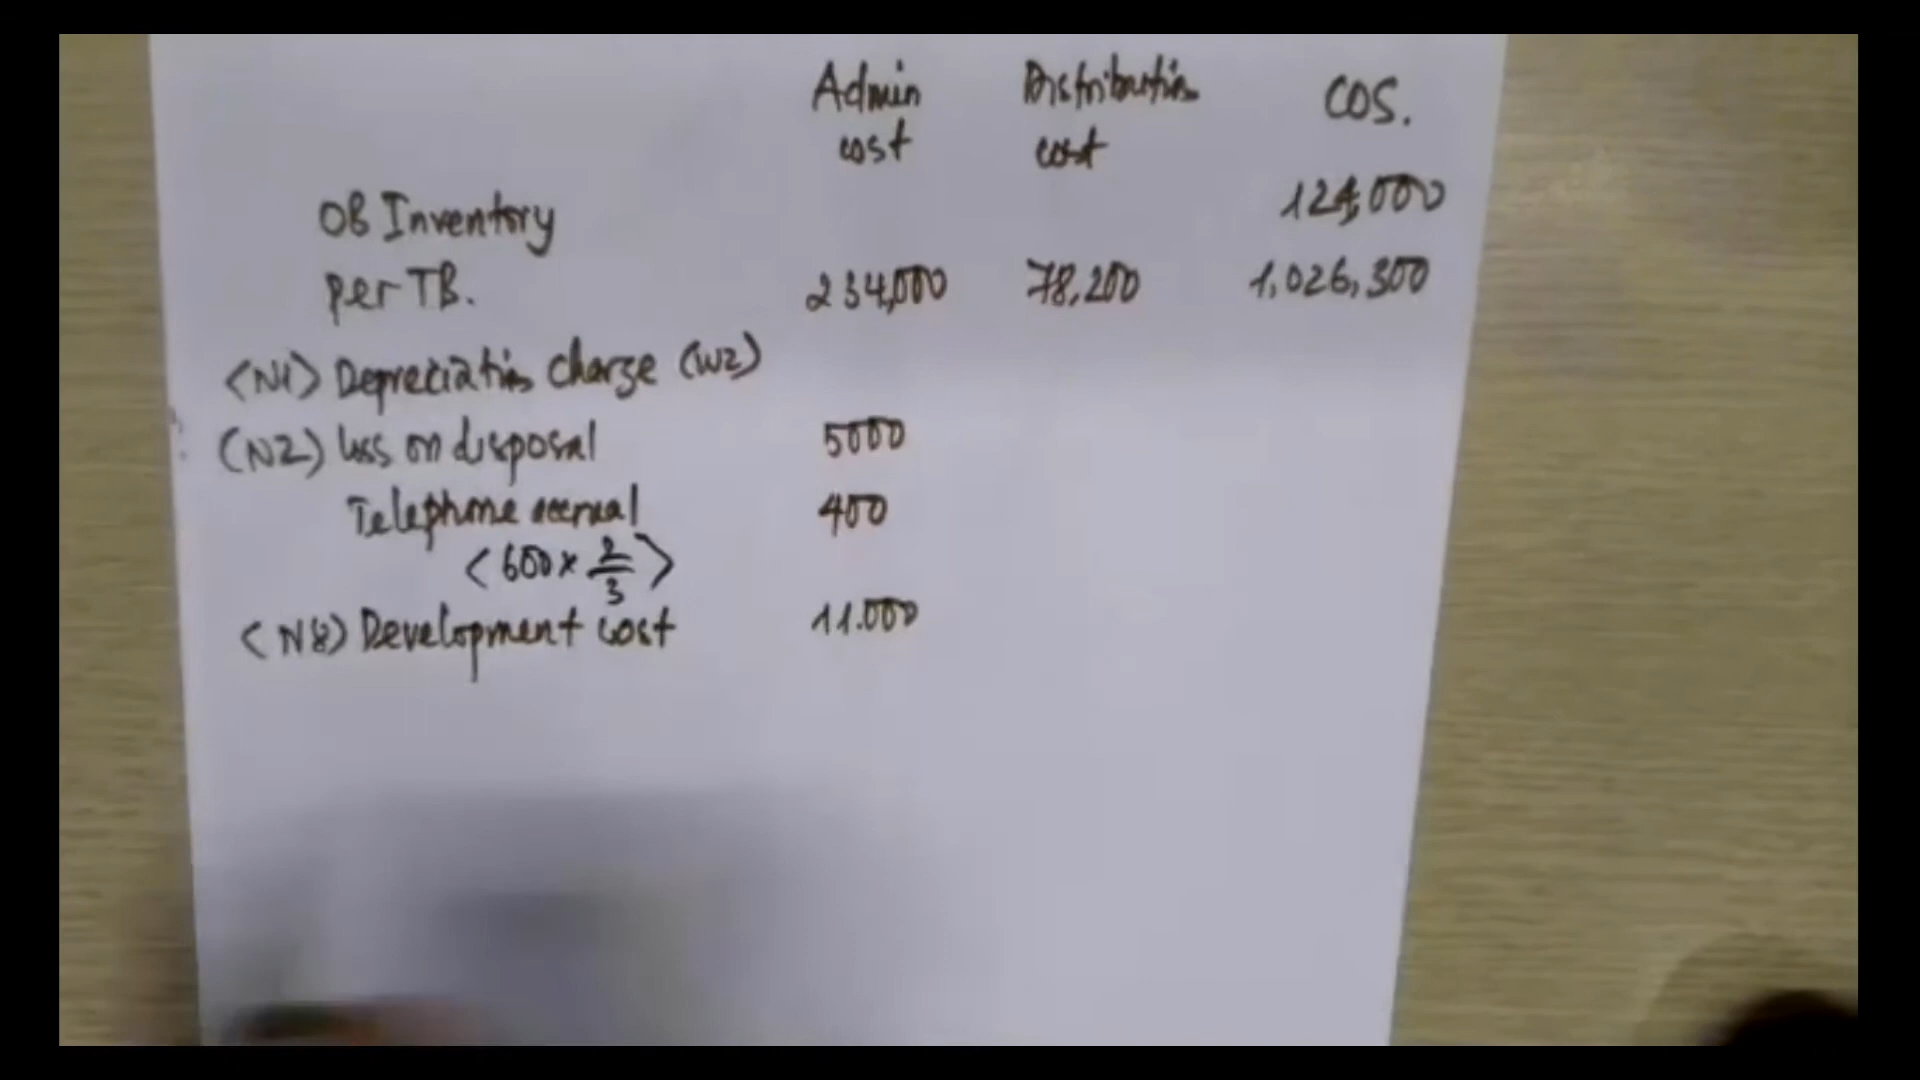 Admin Distribution COS.
cost cost
OB Inventory 124,000
per TB. 234,000 78,200 1,026,300
(N1) Depreciation charge (W2)
(N2) loss on disposal 5000
Telephone accrual 400
(600 x 2/3)
(N8) Development cost 11.000